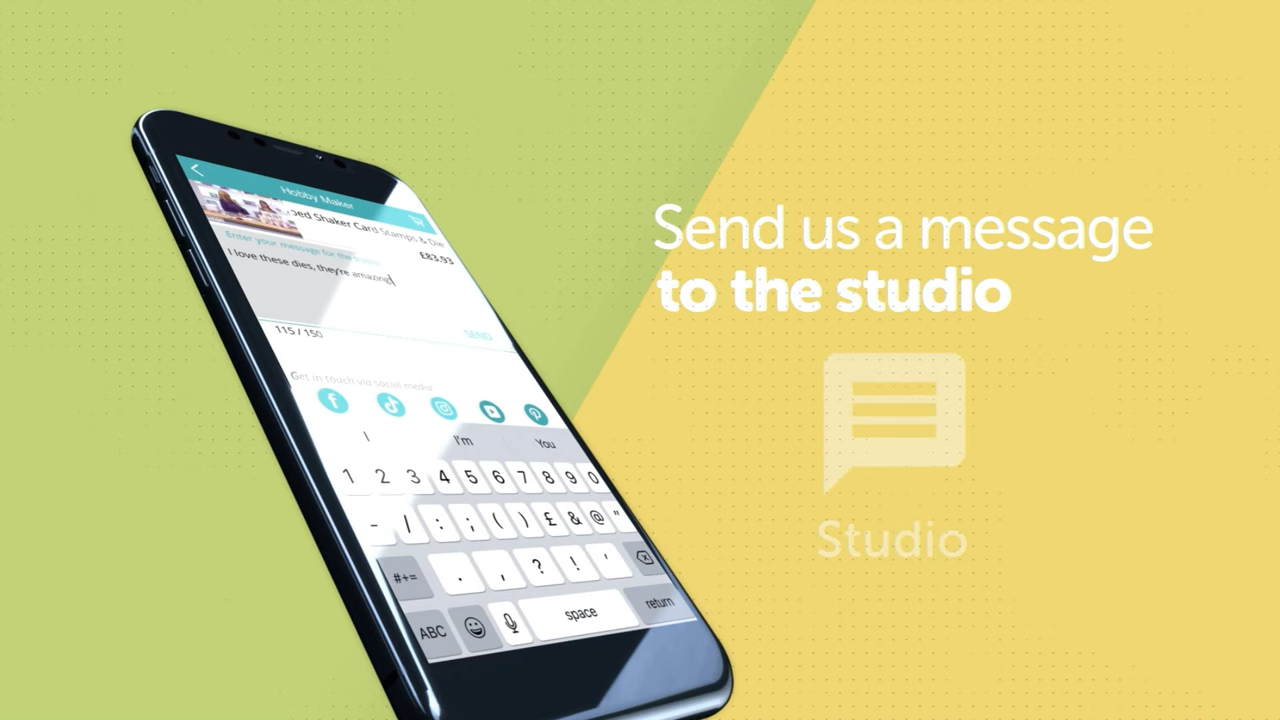 Hobby Maker
ped Shaker Card Stamps & Die
£83.93
Enter your message for the studio
I love these dies, they're amazing
115 / 150
SEND
Get in touch via social media
I
I'm
You
1 2 3 4 5 6 7 8 9 0
- / : ; ( ) £ & @ "
#+= . , ? ! '
ABC space return
Send us a message
to the studio
Studio